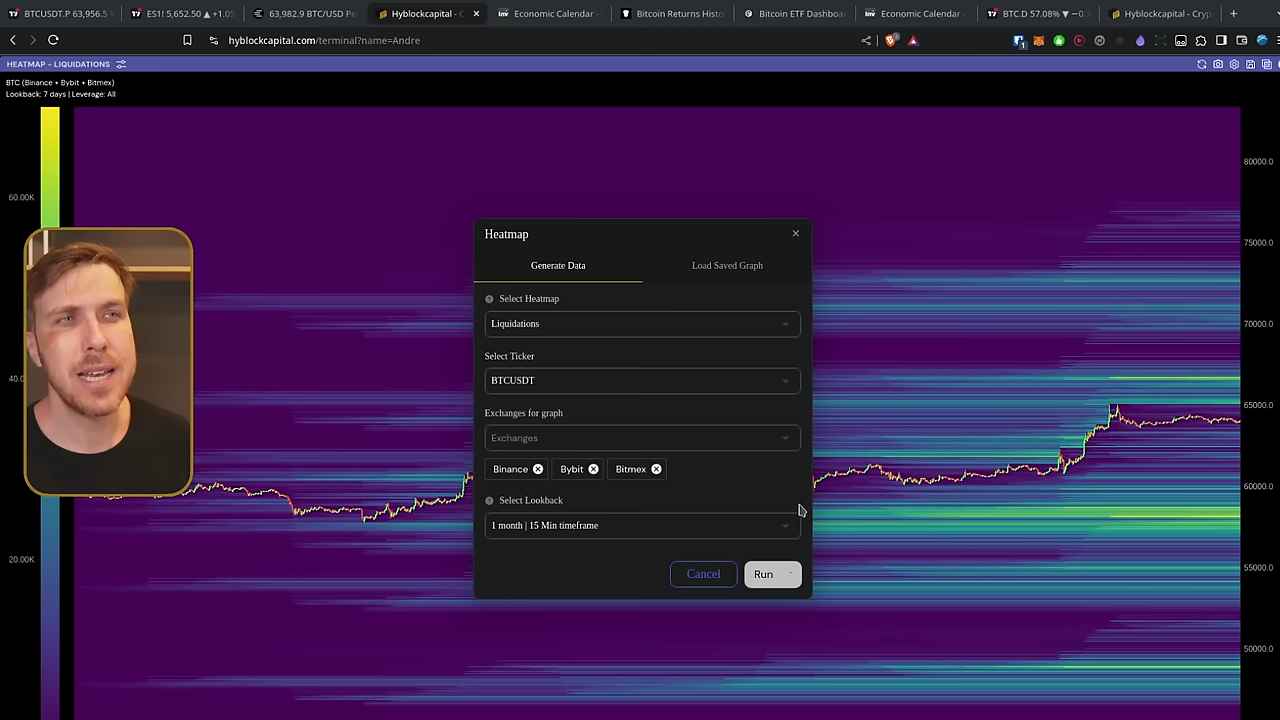 BTCUSDT.P 63,956.5
ES1! 5,652.50 ▲ +1.05
63,982.9 BTC/USD Pe
Hyblockcapital - C
Economic Calendar -
Bitcoin Returns Histo
Bitcoin ETF Dashboa
Economic Calendar -
BTC.D 57.08% ▼ −0.
Hyblockcapital - Cryp
hyblockcapital.com/terminal?name=Andre
HEATMAP – LIQUIDATIONS
BTC (Binance + Bybit + Bitmex)
Lookback: 7 days | Leverage: All
60.00K
40.0
20.00K
80000.0
75000.0
70000.0
65000.0
60000.0
55000.0
50000.0
Heatmap
Generate Data
Load Saved Graph
Select Heatmap
Liquidations
Select Ticker
BTCUSDT
Exchanges for graph
Exchanges
Binance
Bybit
Bitmex
Select Lookback
1 month | 15 Min timeframe
Cancel
Run